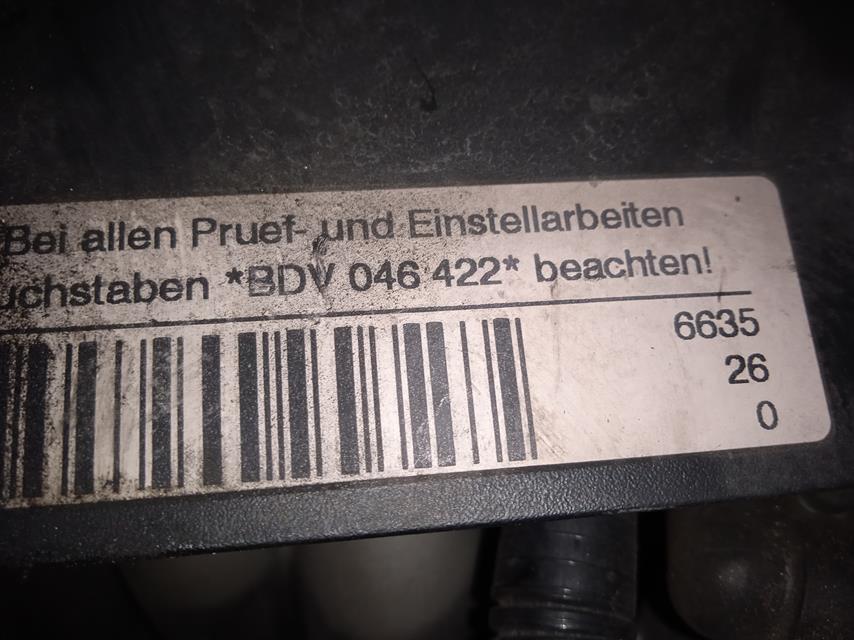 Bei allen Pruef- und Einstellarbeiten
uchstaben *BDV 046 422* beachten!
6635
26
0